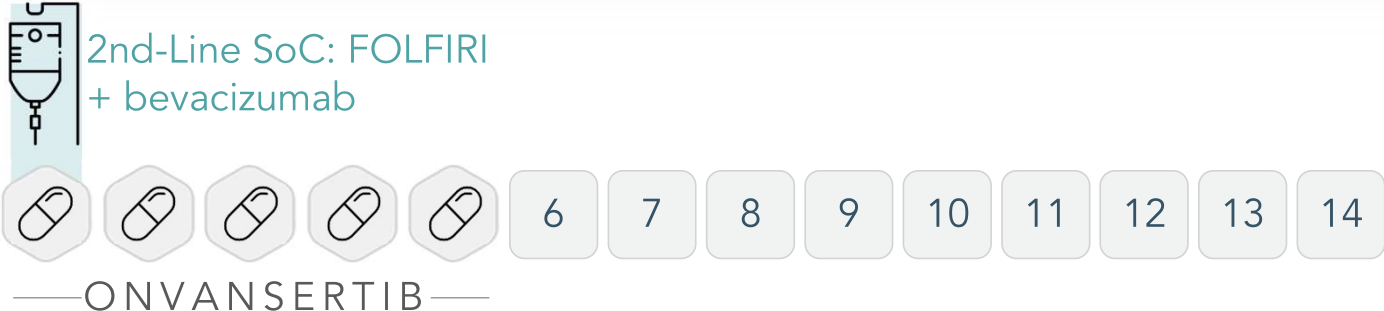 2nd-Line SoC: FOLFIRI
+ bevacizumab
6 7 8 9 10 11 12 13 14
ONVANSERTIB